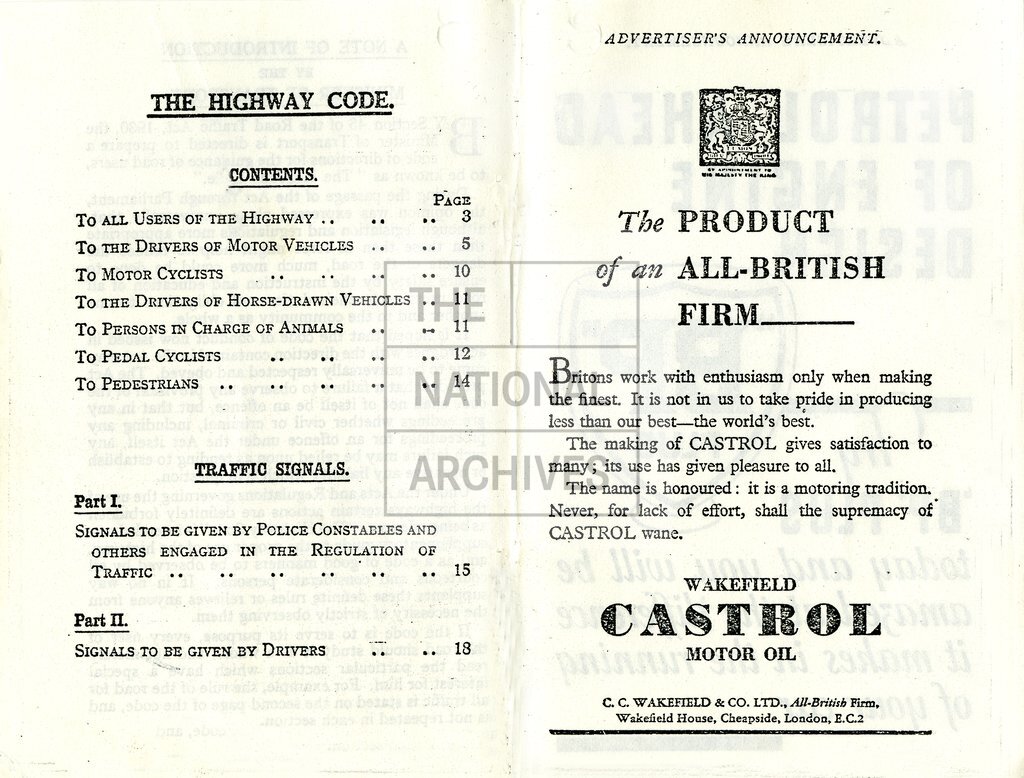 THE HIGHWAY CODE.
CONTENTS.
PAGE
TO ALL USERS OF THE HIGHWAY .. .. .. 3
TO THE DRIVERS OF MOTOR VEHICLES .. .. 5
TO MOTOR CYCLISTS .. .. .. .. 10
TO THE DRIVERS OF HORSE-DRAWN VEHICLES .. 11
TO PERSONS IN CHARGE OF ANIMALS .. .. 11
TO PEDAL CYCLISTS .. .. .. .. 12
TO PEDESTRIANS .. .. .. .. .. 14
TRAFFIC SIGNALS.
Part I.
SIGNALS TO BE GIVEN BY POLICE CONSTABLES AND
OTHERS ENGAGED IN THE REGULATION OF
TRAFFIC .. .. .. .. .. .. 15
Part II.
SIGNALS TO BE GIVEN BY DRIVERS .. .. 18
ADVERTISER'S ANNOUNCEMENT.
BY APPOINTMENT TO
HIS MAJESTY THE KING
The PRODUCT
of an ALL-BRITISH
FIRM
Britons work with enthusiasm only when making
the finest. It is not in us to take pride in producing
less than our best—the world's best.
The making of CASTROL gives satisfaction to
many; its use has given pleasure to all.
The name is honoured: it is a motoring tradition.
Never, for lack of effort, shall the supremacy of
CASTROL wane.
WAKEFIELD
CASTROL
MOTOR OIL
C. C. WAKEFIELD & CO. LTD., All-British Firm,
Wakefield House, Cheapside, London, E.C.2
THE
NATIONAL
ARCHIVES